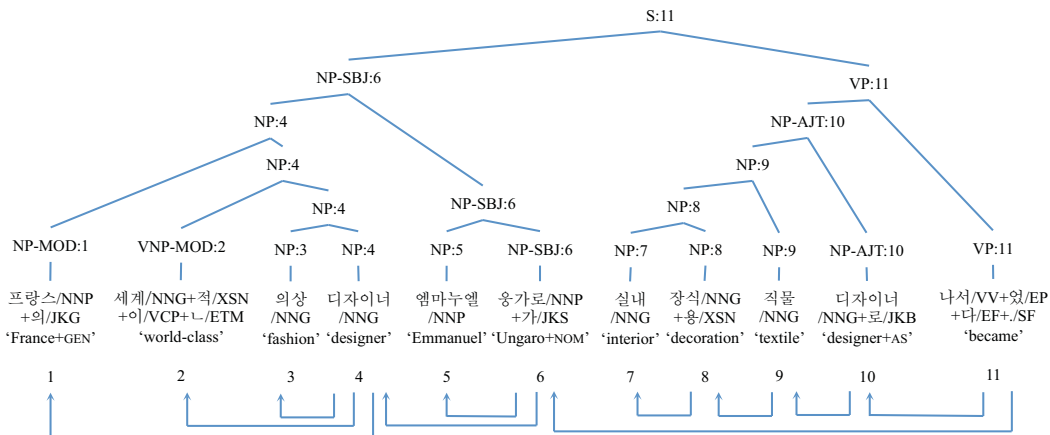 S:11
NP-SBJ:6
VP:11
NP:4
NP-AJT:10
NP:4
NP:9
NP:4
NP-SBJ:6
NP:8
NP-MOD:1 VNP-MOD:2 NP:3 NP:4 NP:5 NP-SBJ:6 NP:7 NP:8 NP:9 NP-AJT:10 VP:11
프랑스/NNP 세계/NNG+적/XSN 의상 디자이너 엠마누엘 웅가로/NNP 실내 장식/NNG 직물 디자이너 나서/VV+었/EP
+의/JKG +이/VCP+ㄴ/ETM /NNG /NNG /NNP +가/JKS /NNG +용/XSN /NNG /NNG+로/JKB +다/EF+./SF
‘France+GEN’ ‘world-class’ ‘fashion’ ‘designer’ ‘Emmanuel’ ‘Ungaro+NOM’ ‘interior’ ‘decoration’ ‘textile’ ‘designer+AS’ ‘became’
1 2 3 4 5 6 7 8 9 10 11